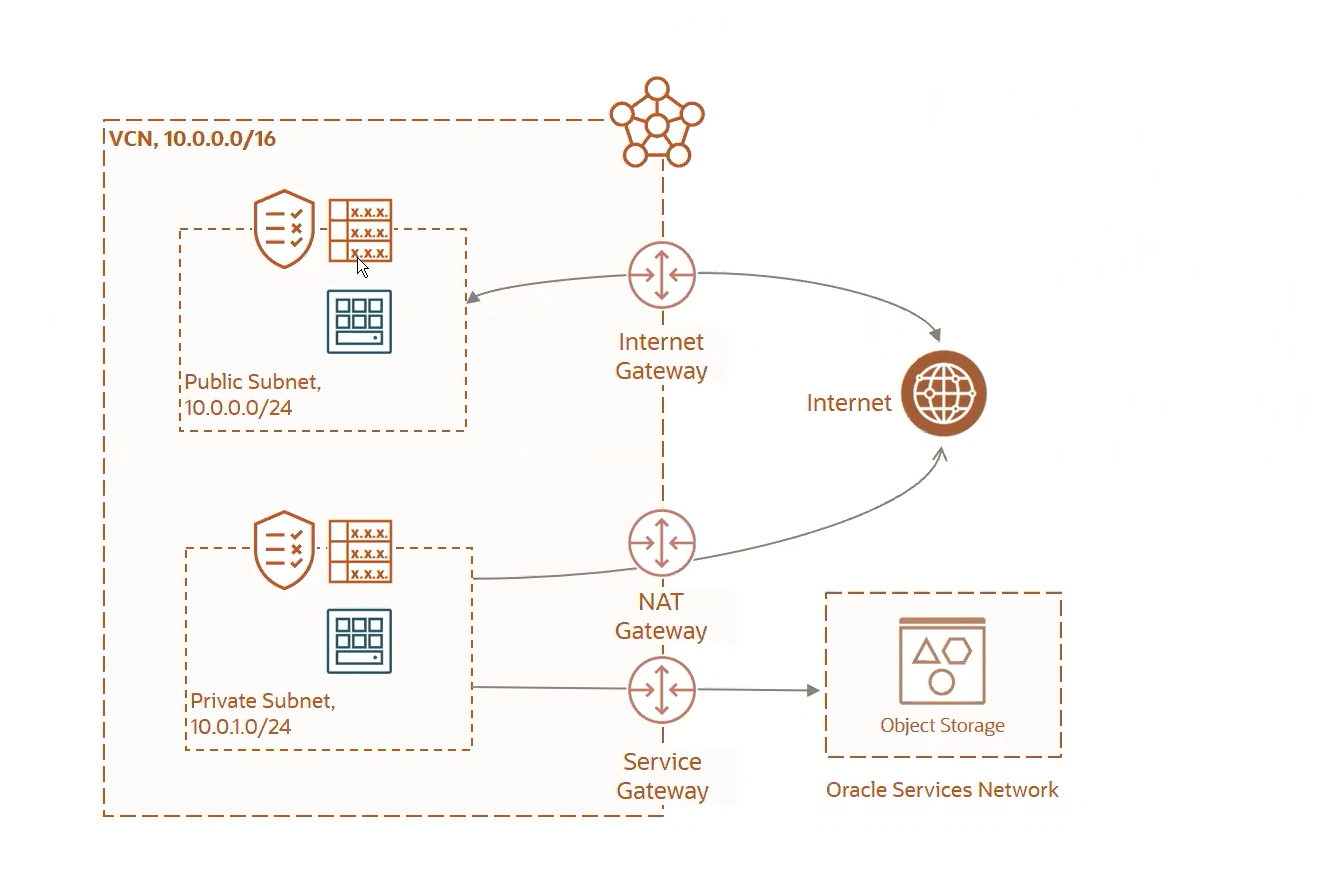 VCN, 10.0.0.0/16
x.x.x.
x.x.x.
x.x.x.
Public Subnet,
10.0.0.0/24
Internet
Gateway
Internet
x.x.x.
x.x.x.
x.x.x.
Private Subnet,
10.0.1.0/24
NAT
Gateway
Service
Gateway
Object Storage
Oracle Services Network